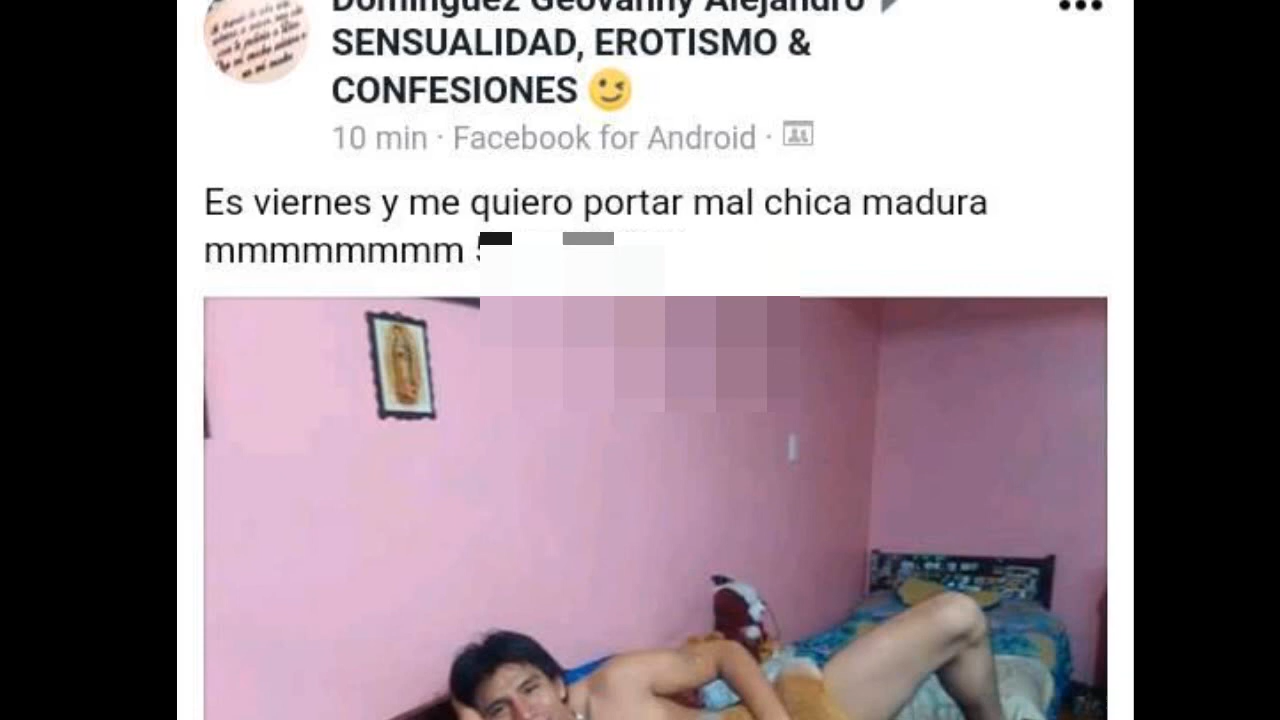 Dominguez Geovanny Alejandro
SENSUALIDAD, EROTISMO &
CONFESIONES 😉
10 min · Facebook for Android ·
Es viernes y me quiero portar mal chica madura
mmmmmmmm